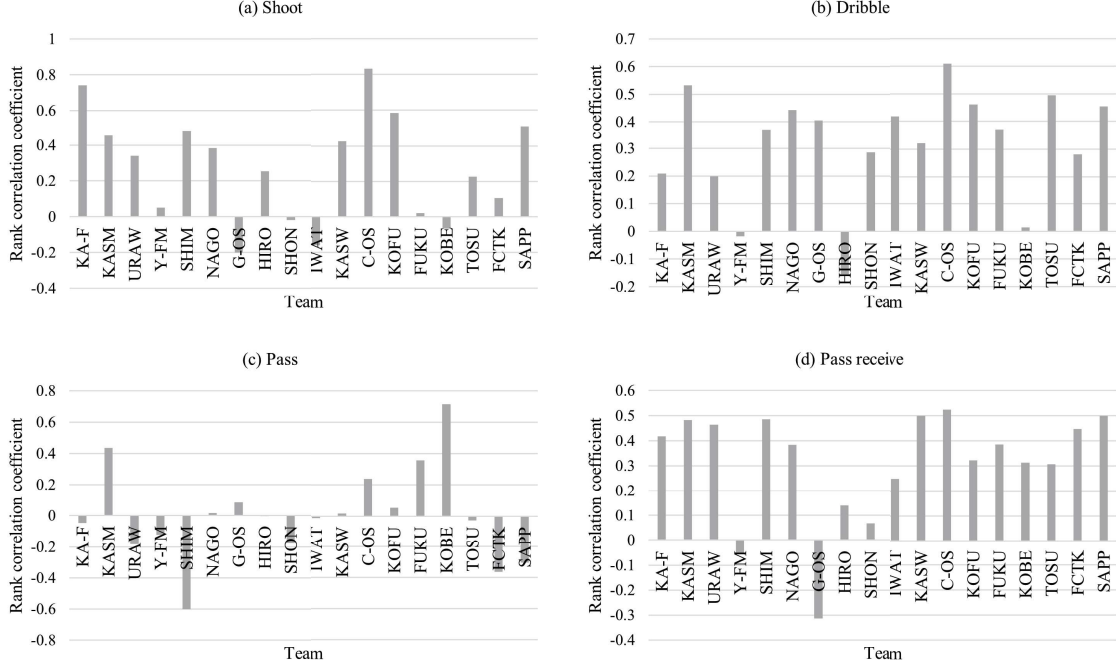 (a) Shoot
Rank correlation coefficient
1
0.8
0.6
0.4
0.2
0
-0.2
-0.4
KA-F
KASM
URAW
Y-FM
SHIM
NAGO
G-OS
HIRO
SHON
IWAT
KASW
C-OS
KOFU
FUKU
KOBE
TOSU
FCTK
SAPP
Team
(b) Dribble
Rank correlation coefficient
0.7
0.6
0.5
0.4
0.3
0.2
0.1
0
-0.1
-0.2
KA-F
KASM
URAW
Y-FM
SHIM
NAGO
G-OS
HIRO
SHON
IWAT
KASW
C-OS
KOFU
FUKU
KOBE
TOSU
FCTK
SAPP
Team
(c) Pass
Rank correlation coefficient
0.8
0.6
0.4
0.2
0
-0.2
-0.4
-0.6
-0.8
KA-F
KASM
URAW
Y-FM
SHIM
NAGO
G-OS
HIRO
SHON
IWAT
KASW
C-OS
KOFU
FUKU
KOBE
TOSU
FCTK
SAPP
Team
(d) Pass receive
Rank correlation coefficient
0.6
0.5
0.4
0.3
0.2
0.1
0
-0.1
-0.2
-0.3
-0.4
KA-F
KASM
URAW
Y-FM
SHIM
NAGO
G-OS
HIRO
SHON
IWAT
KASW
C-OS
KOFU
FUKU
KOBE
TOSU
FCTK
SAPP
Team